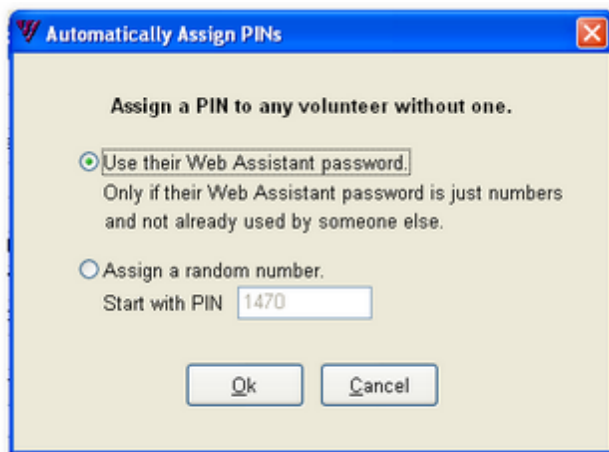 Automatically Assign PINs
Assign a PIN to any volunteer without one.
Use their Web Assistant password.
Only if their Web Assistant password is just numbers
and not already used by someone else.
Assign a random number.
Start with PIN 1470
Ok Cancel